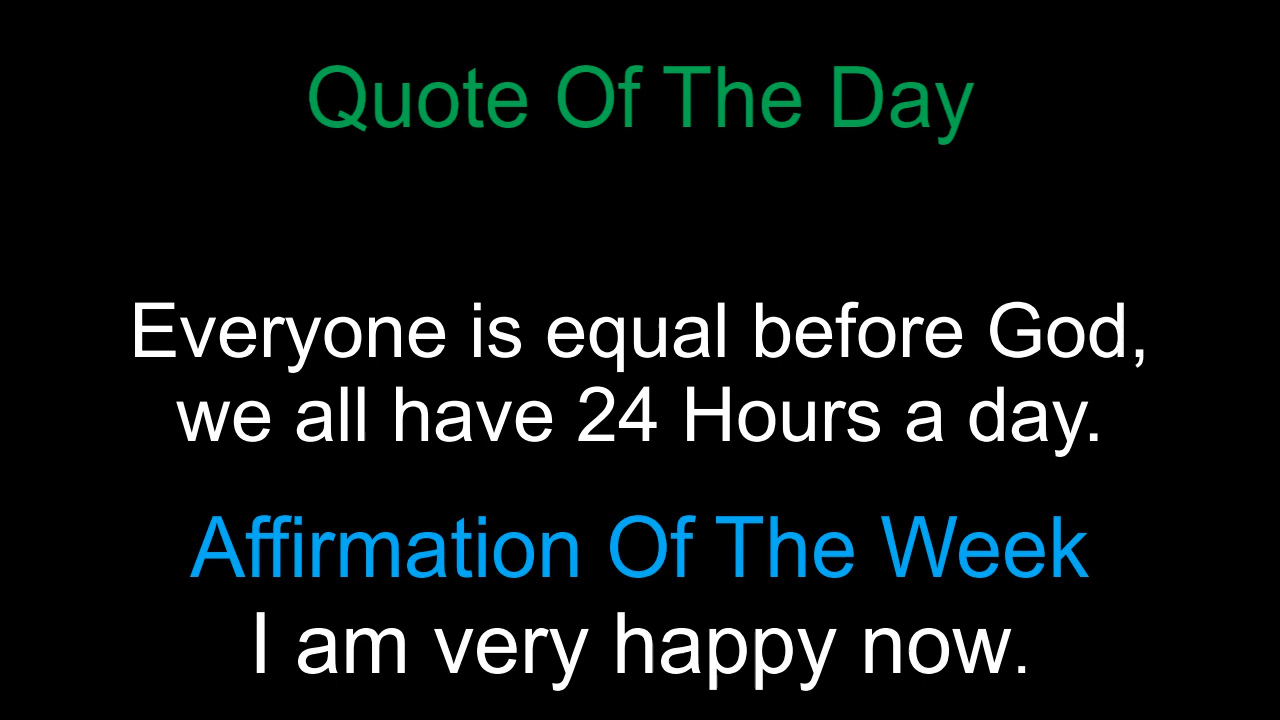 Quote Of The Day
Everyone is equal before God,
we all have 24 Hours a day.
Affirmation Of The Week
I am very happy now.